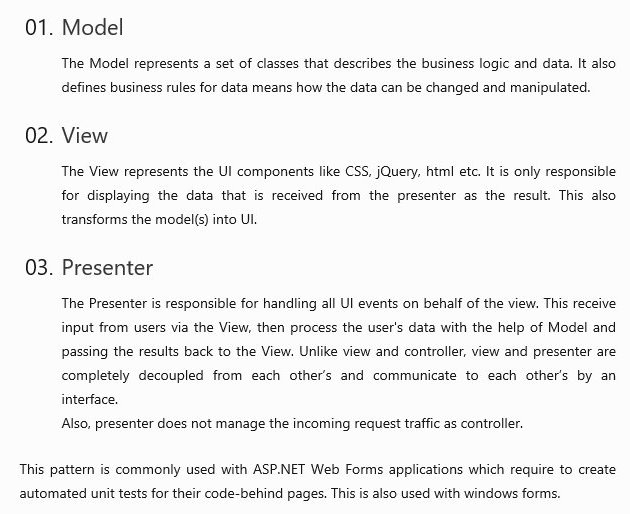 01. Model
The Model represents a set of classes that describes the business logic and data. It also
defines business rules for data means how the data can be changed and manipulated.
02. View
The View represents the UI components like CSS, jQuery, html etc. It is only responsible
for displaying the data that is received from the presenter as the result. This also
transforms the model(s) into UI.
03. Presenter
The Presenter is responsible for handling all UI events on behalf of the view. This receive
input from users via the View, then process the user's data with the help of Model and
passing the results back to the View. Unlike view and controller, view and presenter are
completely decoupled from each other’s and communicate to each other’s by an
interface.
Also, presenter does not manage the incoming request traffic as controller.
This pattern is commonly used with ASP.NET Web Forms applications which require to create
automated unit tests for their code-behind pages. This is also used with windows forms.